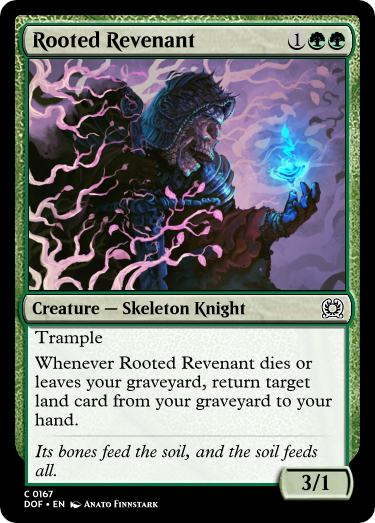 Rooted Revenant 1
Creature — Skeleton Knight
Trample
Whenever Rooted Revenant dies or
leaves your graveyard, return target
land card from your graveyard to your
hand.
Its bones feed the soil, and the soil feeds
all.
3/1
C 0167
DOF • EN Anato Finnstark